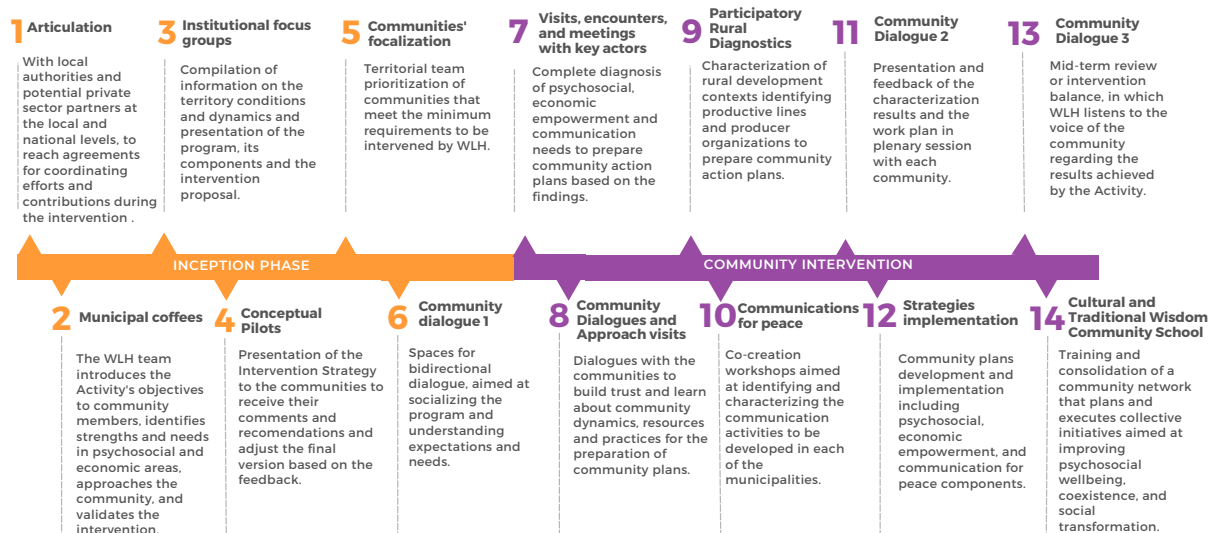 1 Articulation
With local
authorities and
potential private
sector partners at
the local and
national levels, to
reach agreements
for coordinating
efforts and
contributions during
the intervention .
3 Institutional focus
groups
Compilation of
information on the
territory conditions
and dynamics and
presentation of the
program, its
components and the
intervention
proposal.
5 Communities'
focalization
Territorial team
prioritization of
communities that
meet the minimum
requirements to be
intervened by WLH.
7 Visits, encounters,
and meetings
with key actors
Complete diagnosis
of psychosocial,
economic
empowerment and
communication
needs to prepare
community action
plans based on the
findings.
9 Participatory
Rural
Diagnostics
Characterization of
rural development
contexts identifying
productive lines
and producer
organizations to
prepare community
action plans.
11 Community
Dialogue 2
Presentation and
feedback of the
characterization
results and the
work plan in
plenary session
with each
community.
13 Community
Dialogue 3
Mid-term review
or intervention
balance, in which
WLH listens to the
voice of the
community
regarding the
results achieved
by the Activity.
INCEPTION PHASE
COMMUNITY INTERVENTION
2 Municipal coffees
The WLH team
introduces the
Activity's objectives
to community
members, identifies
strengths and needs
in psychosocial and
economic areas,
approaches the
community, and
validates the
intervention.
4 Conceptual
Pilots
Presentation of the
Intervention Strategy
to the communities to
receive their
comments and
recomendations and
adjust the final
version based on the
feedback.
6 Community
dialogue 1
Spaces for
bidirectional
dialogue, aimed at
socializing the
program and
understanding
expectations and
needs.
8 Community
Dialogues and
Approach visits
Dialogues with the
communities to
build trust and learn
about community
dynamics, resources
and practices for the
preparation of
community plans.
10 Communications
for peace
Co-creation
workshops aimed
at identifying and
characterizing the
communication
activities to be
developed in each
of the
municipalities.
12 Strategies
implementation
Community plans
development and
implementation
including
psychosocial,
economic
empowerment, and
communication for
peace components.
14 Cultural and
Traditional Wisdom
Community School
Training and
consolidation of a
community network
that plans and
executes collective
initiatives aimed at
improving
psychosocial
wellbeing,
coexistence, and
social
transformation.